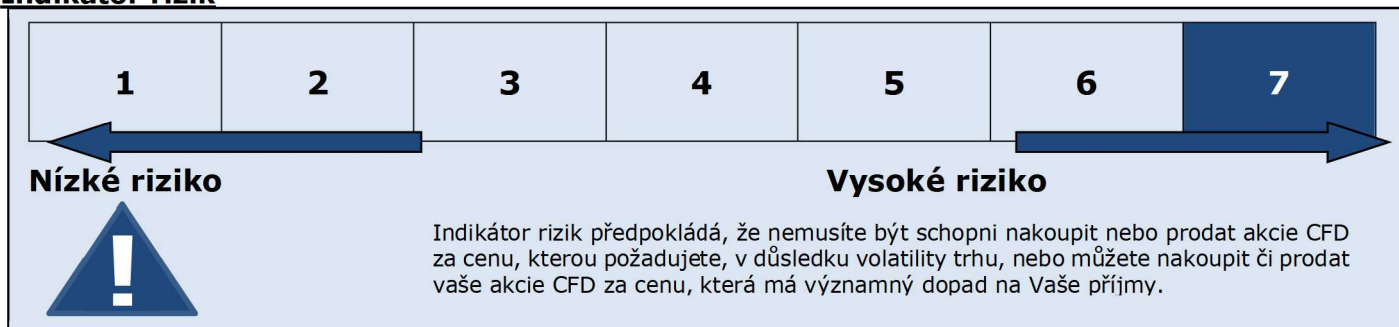 Indikátor rizik
1 2 3 4 5 6 7
Nízké riziko Vysoké riziko
!
Indikátor rizik předpokládá, že nemusíte být schopni nakoupit nebo prodat akcie CFD
za cenu, kterou požadujete, v důsledku volatility trhu, nebo můžete nakoupit či prodat
vaše akcie CFD za cenu, která má významný dopad na Vaše příjmy.